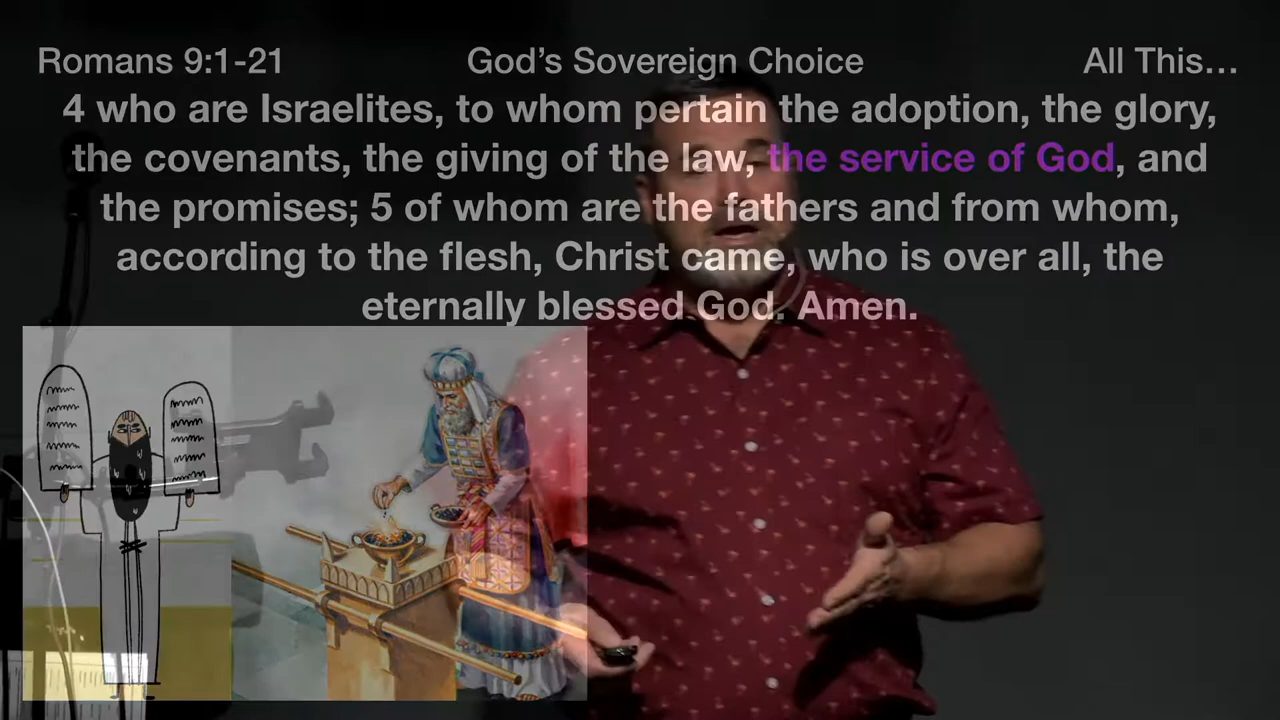 Romans 9:1-21 God's Sovereign Choice All This...
4 who are Israelites, to whom pertain the adoption, the glory,
the covenants, the giving of the law, the service of God, and
the promises; 5 of whom are the fathers and from whom,
according to the flesh, Christ came, who is over all, the
eternally blessed God. Amen.